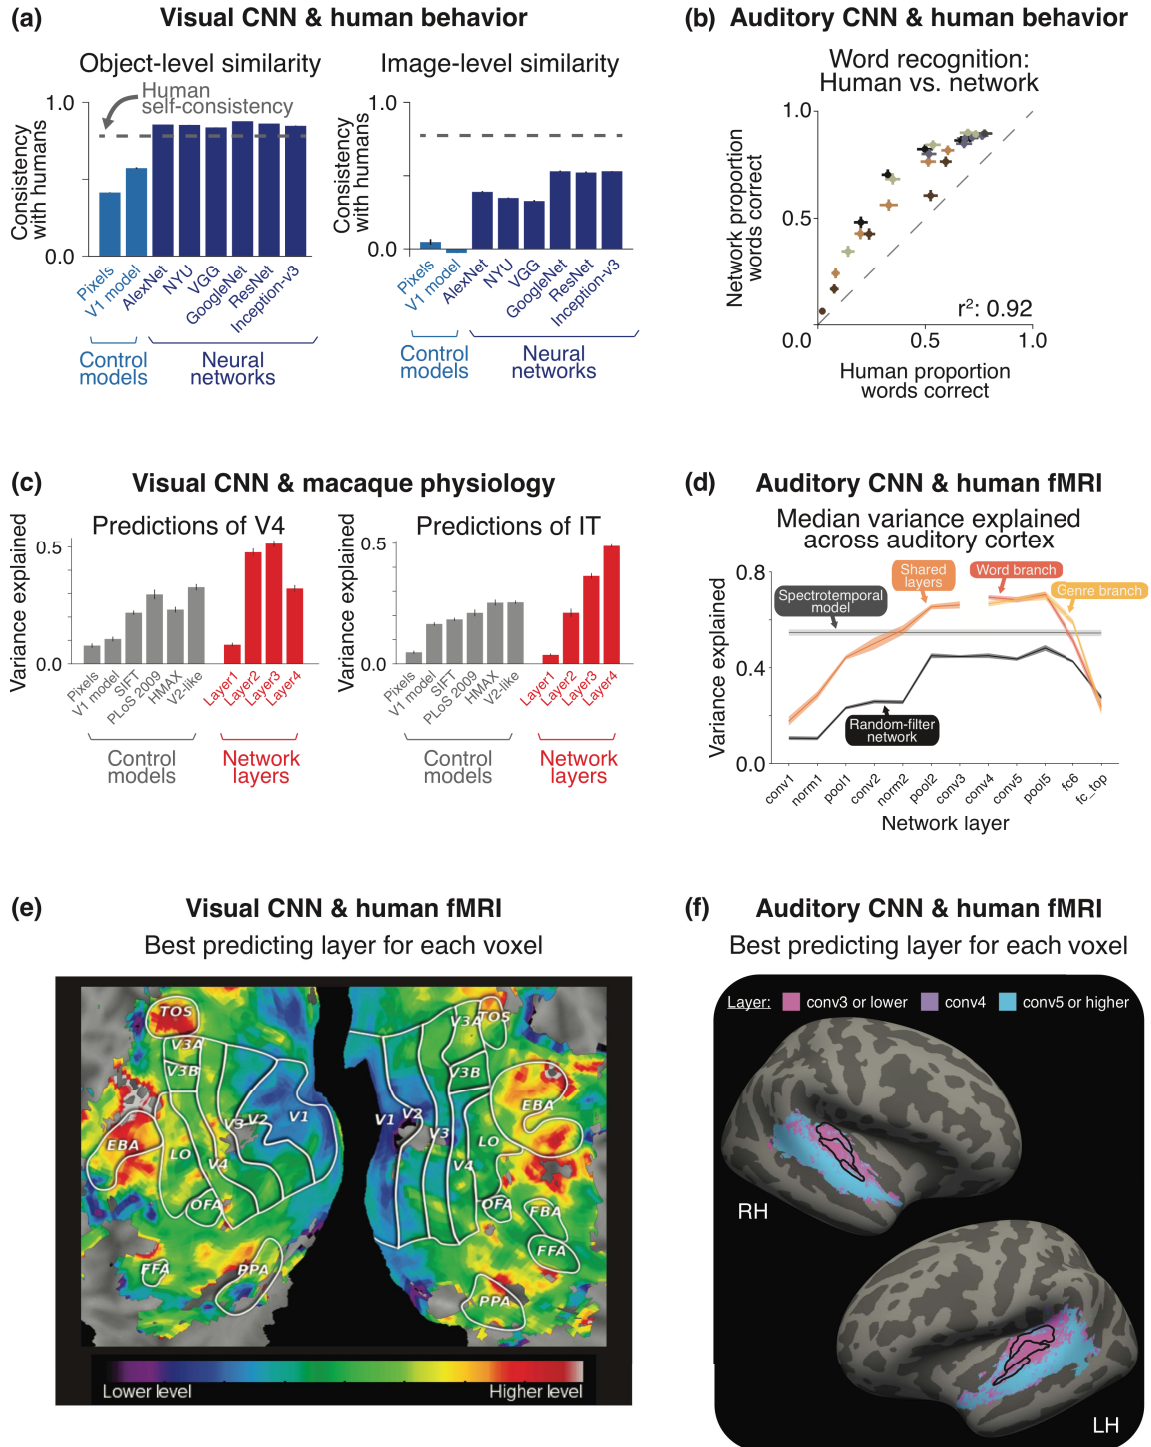 (a) Visual CNN & human behavior
Object-level similarity
Human
self-consistency
1.0
0.0
Consistency
with humans
Pixels
V1 model
AlexNet
NYU
VGG
GoogleNet
ResNet
Inception-v3
Control
models
Neural
networks
Image-level similarity
1.0
0.0
Consistency
with humans
Pixels
V1 model
AlexNet
NYU
VGG
GoogleNet
ResNet
Inception-v3
Control
models
Neural
networks
(b) Auditory CNN & human behavior
Word recognition:
Human vs. network
1.0
0.5
0.0
Network proportion
words correct
r²: 0.92
0.5
1.0
Human proportion
words correct
(c) Visual CNN & macaque physiology
Predictions of V4
0.5
0.0
Variance explained
Pixels
V1 model
SIFT
PLoS 2009
HMAX
V2-like
Layer1
Layer2
Layer3
Layer4
Control
models
Network
layers
Predictions of IT
0.5
0.0
Variance explained
Pixels
V1 model
SIFT
PLoS 2009
HMAX
V2-like
Layer1
Layer2
Layer3
Layer4
Control
models
Network
layers
(d) Auditory CNN & human fMRI
Median variance explained
across auditory cortex
0.8
0.4
0.0
Variance explained
Spectrotemporal
model
Shared
layers
Word branch
Genre branch
Random-filter
network
conv1
norm1
pool1
conv2
norm2
pool2
conv3
conv4
conv5
pool5
fc6
fc_top
Network layer
(e) Visual CNN & human fMRI
Best predicting layer for each voxel
TOS
V3A
V3B
V3
V2
V1
EBA
LO
V4
OFA
FFA
PPA
V3A
TOS
V3B
EBA
V1
V2
V3
LO
V4
OFA
FBA
FFA
PPA
Lower level
Higher level
(f) Auditory CNN & human fMRI
Best predicting layer for each voxel
Layer: conv3 or lower conv4 conv5 or higher
RH
LH